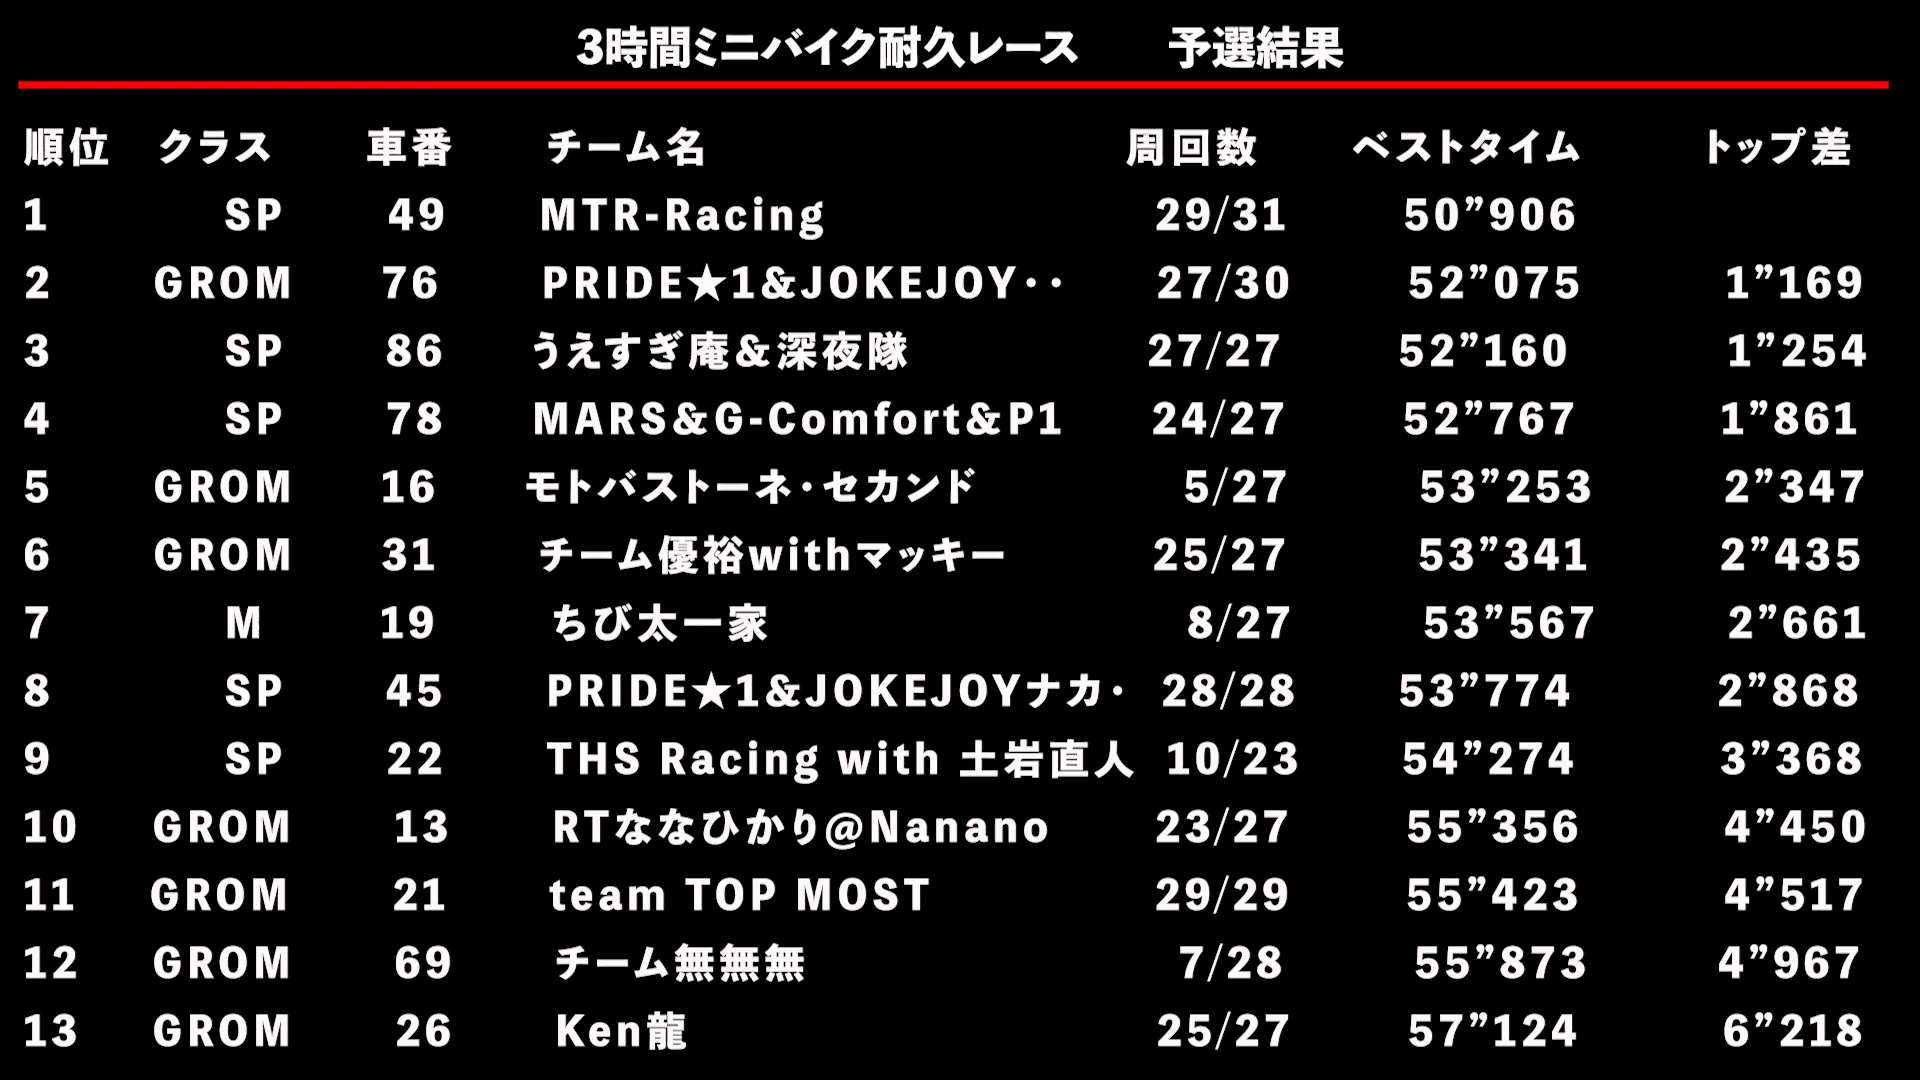 3時間ミニバイク耐久レース 予選結果
順位 クラス 車番 チーム名 周回数 ベストタイム トップ差
1 SP 49 MTR-Racing 29/31 50”906
2 GROM 76 PRIDE★1&JOKEJOY・・ 27/30 52”075 1”169
3 SP 86 うえすぎ庵&深夜隊 27/27 52”160 1”254
4 SP 78 MARS&G-Comfort&P1 24/27 52”767 1”861
5 GROM 16 モトバストーネ・セカンド 5/27 53”253 2”347
6 GROM 31 チーム優裕withマッキー 25/27 53”341 2”435
7 M 19 ちび太一家 8/27 53”567 2”661
8 SP 45 PRIDE★1&JOKEJOYナカ・ 28/28 53”774 2”868
9 SP 22 THS Racing with 土岩直人 10/23 54”274 3”368
10 GROM 13 RTななひかり@Nanano 23/27 55”356 4”450
11 GROM 21 team TOP MOST 29/29 55”423 4”517
12 GROM 69 チーム無無無 7/28 55”873 4”967
13 GROM 26 Ken龍 25/27 57”124 6”218